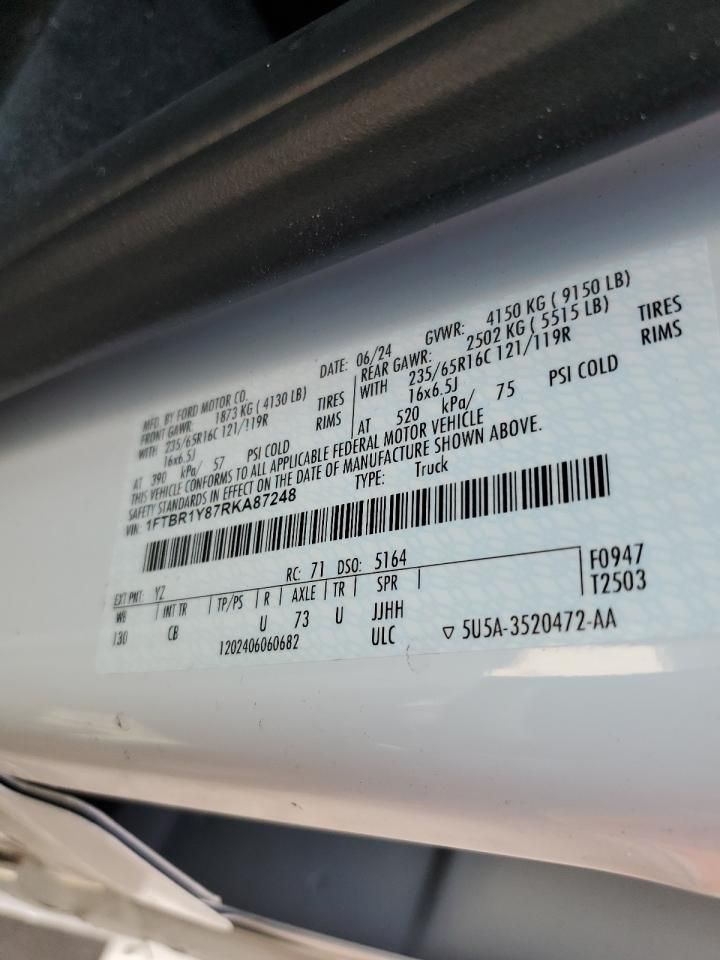 MFD. BY FORD MOTOR CO. DATE: 06/24 GVWR: 4150 KG ( 9150 LB)
FRONT GAWR: 1873 KG ( 4130 LB) REAR GAWR: 2502 KG ( 5515 LB)
WITH 235/65R16C 121/119R TIRES WITH 235/65R16C 121/119R TIRES
16x6.5J RIMS 16x6.5J RIMS
AT 390 kPa/ 57 PSI COLD AT 520 kPa/ 75 PSI COLD
THIS VEHICLE CONFORMS TO ALL APPLICABLE FEDERAL MOTOR VEHICLE
SAFETY STANDARDS IN EFFECT ON THE DATE OF MANUFACTURE SHOWN ABOVE.
VIN: 1FTBR1Y87RKA87248 TYPE: Truck
EXT PNT: YZ RC: 71 DSO: 5164 F0947
WB INT TR TP/PS R AXLE TR SPR T2503
130 CB U 73 U JJHH
1202406060682 ULC ▽ 5U5A-3520472-AA